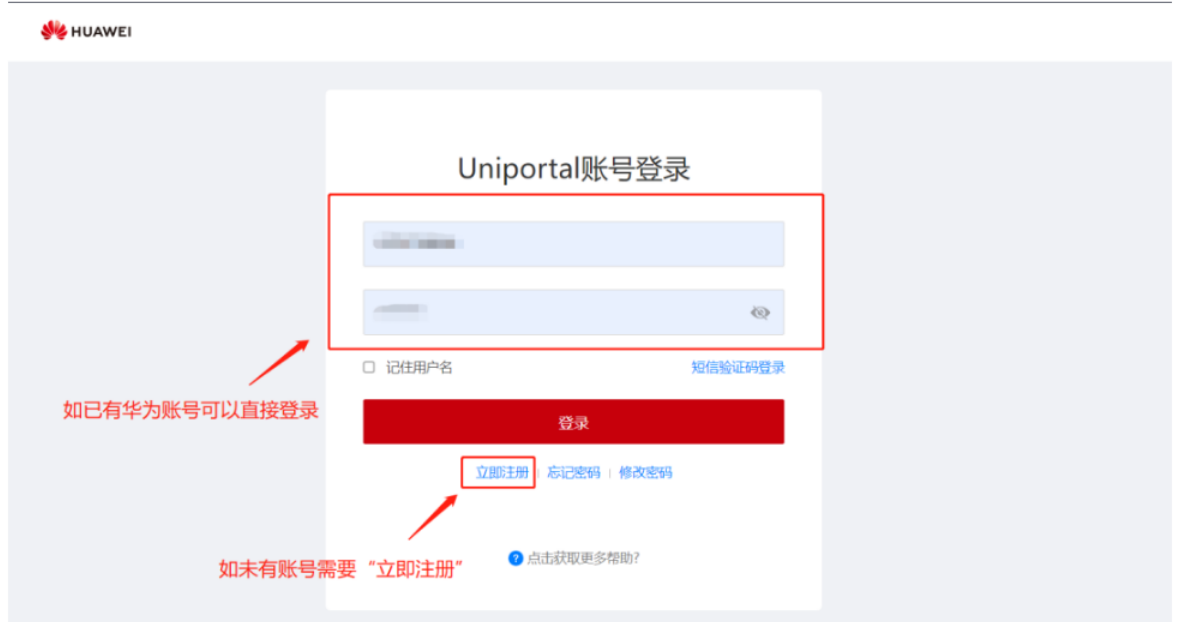 HUAWEI
Uniportal账号登录
记住用户名 短信验证码登录
如已有华为账号可以直接登录
登录
立即注册 | 忘记密码 | 修改密码
如未有账号需要“立即注册”
? 点击获取更多帮助?